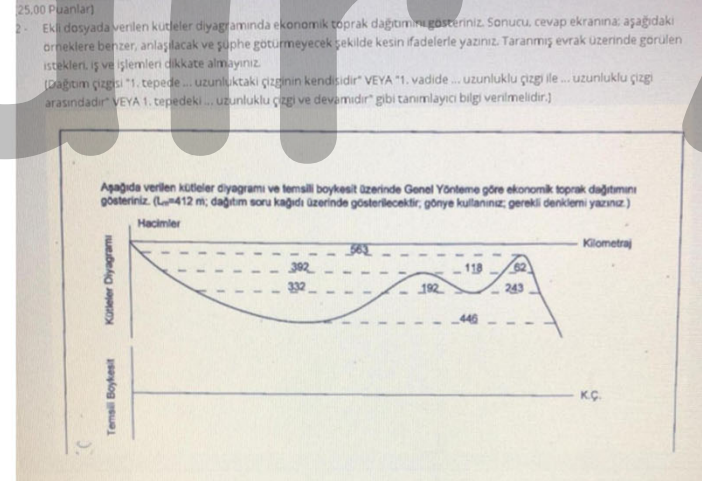 25,00 Puanlar)
2 - Ekli dosyada verilen kütleler diyagramında ekonomik toprak dağıtımını gösteriniz. Sonucu, cevap ekranına; aşağıdaki
örneklere benzer, anlaşılacak ve şüphe götürmeyecek şekilde kesin ifadelerle yazınız. Taranmış evrak üzerinde görülen
istekleri, iş ve işlemleri dikkate almayınız.
[Dağıtım çizgisi "1. tepede ... uzunluktaki çizginin kendisidir" VEYA "1. vadide ... uzunluklu çizgi ile ... uzunluklu çizgi
arasındadır" VEYA 1. tepedeki ... uzunluklu çizgi ve devamıdır" gibi tanımlayıcı bilgi verilmelidir.]
Aşağıda verilen kütleler diyagramı ve temsili boykesit üzerinde Genel Yönteme göre ekonomik toprak dağıtımını
gösteriniz. (Lm=412 m; dağıtım soru kağıdı üzerinde gösterilecektir, gönye kullanınız; gerekli denklemi yazınız.)
Hacimler
Kilometraj
Kütleler Diyagramı
563
392
118
62
332
192
243
446
Temsili Boykesit
K.Ç.